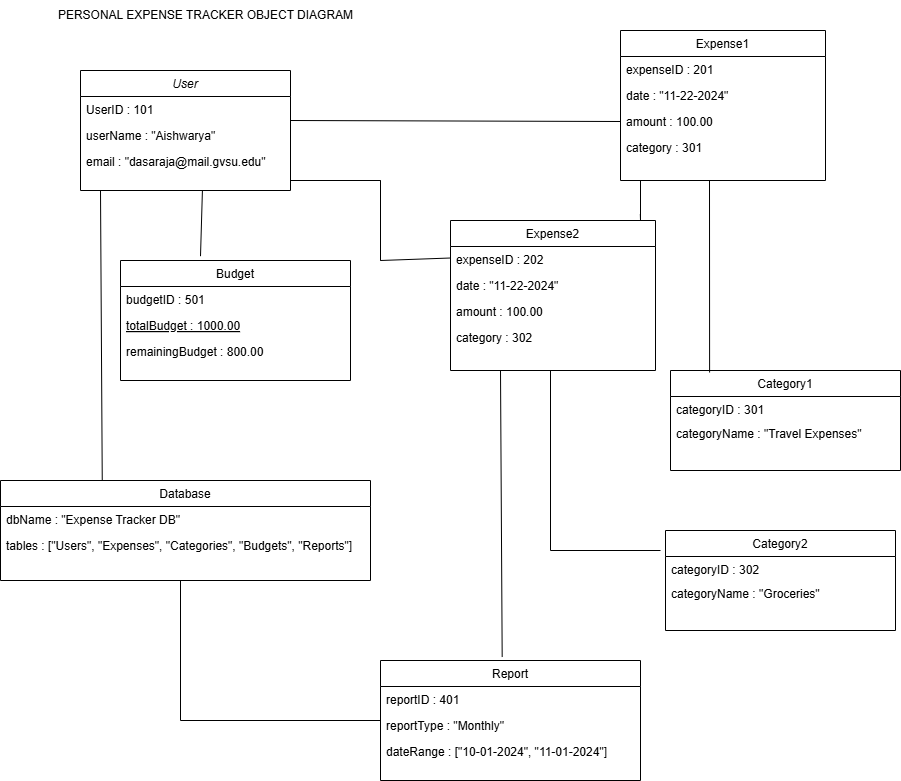 PERSONAL EXPENSE TRACKER OBJECT DIAGRAM
User
UserID : 101
userName : "Aishwarya"
email : "dasaraja@mail.gvsu.edu"
Expense1
expenseID : 201
date : "11-22-2024"
amount : 100.00
category : 301
Expense2
expenseID : 202
date : "11-22-2024"
amount : 100.00
category : 302
Budget
budgetID : 501
totalBudget : 1000.00
remainingBudget : 800.00
Category1
categoryID : 301
categoryName : "Travel Expenses"
Database
dbName : "Expense Tracker DB"
tables : ["Users", "Expenses", "Categories", "Budgets", "Reports"]
Category2
categoryID : 302
categoryName : "Groceries"
Report
reportID : 401
reportType : "Monthly"
dateRange : ["10-01-2024", "11-01-2024"]